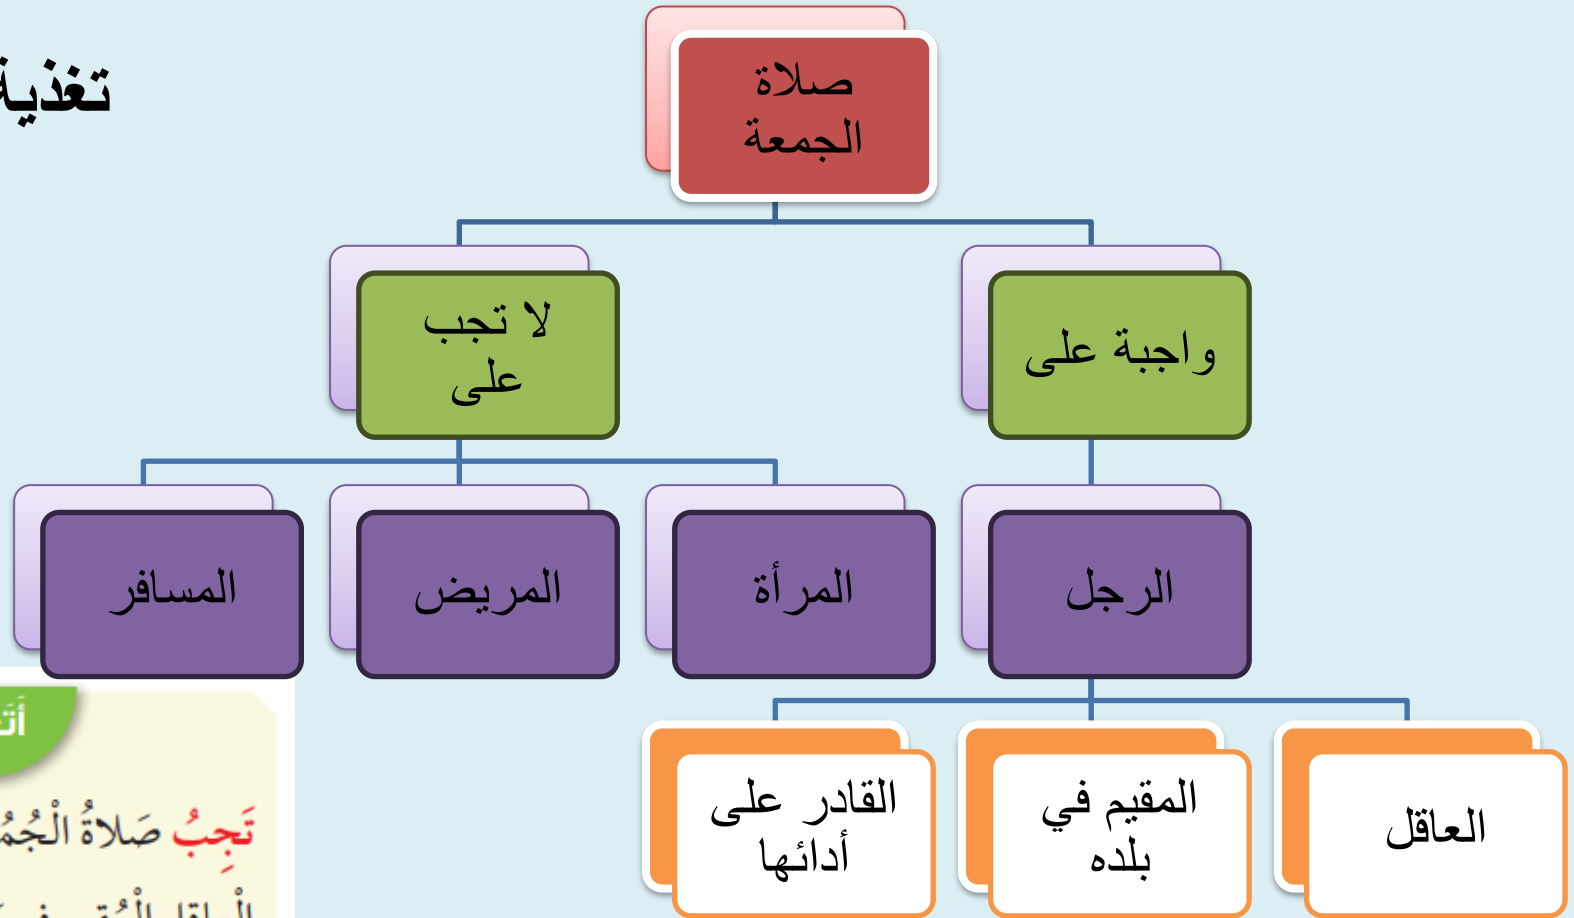 تغذية
صلاة
الجمعة
واجبة على
لا تجب
على
الرجل
المرأة
المريض
المسافر
العاقل
المقيم في
بلده
القادر على
أدائها
تَجِبُ صَلاةُ